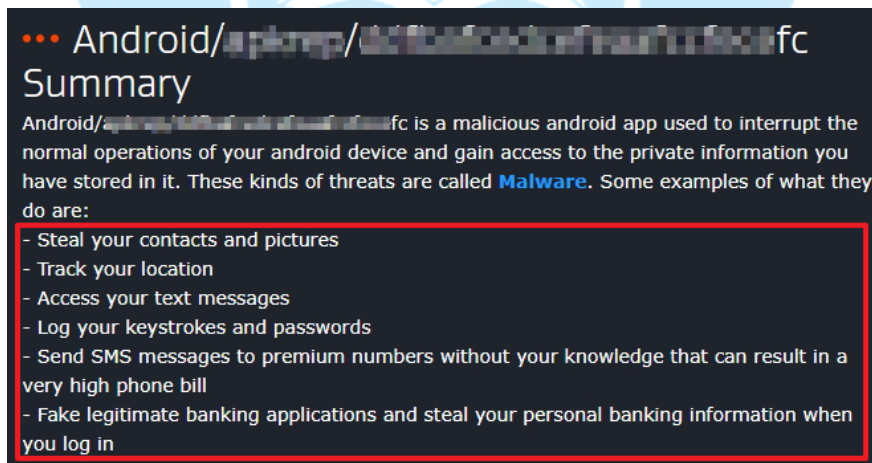 Android/ / fc
Summary
Android/ fc is a malicious android app used to interrupt the
normal operations of your android device and gain access to the private information you
have stored in it. These kinds of threats are called Malware. Some examples of what they
do are:
- Steal your contacts and pictures
- Track your location
- Access your text messages
- Log your keystrokes and passwords
- Send SMS messages to premium numbers without your knowledge that can result in a
very high phone bill
- Fake legitimate banking applications and steal your personal banking information when
you log in